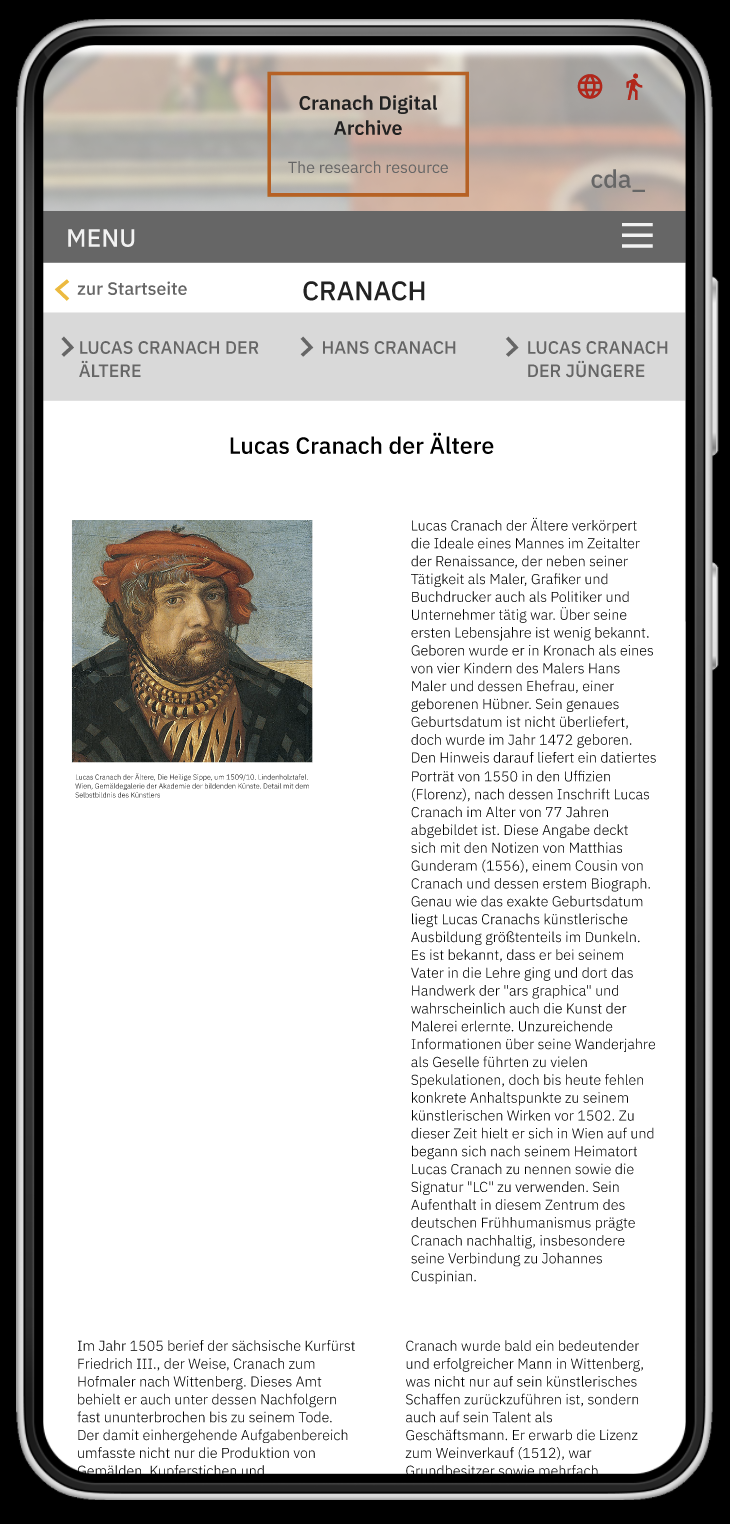 Cranach Digital
Archive
The research resource
cda_
MENU
zur Startseite
CRANACH
LUCAS CRANACH DER
ÄLTERE
HANS CRANACH
LUCAS CRANACH
DER JÜNGERE
Lucas Cranach der Ältere
Lucas Cranach der Ältere, Die Heilige Sippe, um 1509/10, Lindenholztafel.
Wien, Gemäldegalerie der Akademie der bildenden Künste. Detail mit dem
Selbstbildnis des Künstlers
Lucas Cranach der Ältere verkörpert
die Ideale eines Mannes im Zeitalter
der Renaissance, der neben seiner
Tätigkeit als Maler, Grafiker und
Buchdrucker auch als Politiker und
Unternehmer tätig war. Über seine
ersten Lebensjahre ist wenig bekannt.
Geboren wurde er in Kronach als eines
von vier Kindern des Malers Hans
Maler und dessen Ehefrau, einer
geborenen Hübner. Sein genaues
Geburtsdatum ist nicht überliefert,
doch wurde im Jahr 1472 geboren.
Den Hinweis darauf liefert ein datiertes
Porträt von 1550 in den Uffizien
(Florenz), nach dessen Inschrift Lucas
Cranach im Alter von 77 Jahren
abgebildet ist. Diese Angabe deckt
sich mit den Notizen von Matthias
Gunderam (1556), einem Cousin von
Cranach und dessen erstem Biograph.
Genau wie das exakte Geburtsdatum
liegt Lucas Cranachs künstlerische
Ausbildung größtenteils im Dunkeln.
Es ist bekannt, dass er bei seinem
Vater in die Lehre ging und dort das
Handwerk der "ars graphica" und
wahrscheinlich auch die Kunst der
Malerei erlernte. Unzureichende
Informationen über seine Wanderjahre
als Geselle führten zu vielen
Spekulationen, doch bis heute fehlen
konkrete Anhaltspunkte zu seinem
künstlerischen Wirken vor 1502. Zu
dieser Zeit hielt er sich in Wien auf und
begann sich nach seinem Heimatort
Lucas Cranach zu nennen sowie die
Signatur "LC" zu verwenden. Sein
Aufenthalt in diesem Zentrum des
deutschen Frühhumanismus prägte
Cranach nachhaltig, insbesondere
seine Verbindung zu Johannes
Cuspinian.
Im Jahr 1505 berief der sächsische Kurfürst
Friedrich III., der Weise, Cranach zum
Hofmaler nach Wittenberg. Dieses Amt
behielt er auch unter dessen Nachfolgern
fast ununterbrochen bis zu seinem Tode.
Der damit einhergehende Aufgabenbereich
umfasste nicht nur die Produktion von
Gemälden, Kupferstichen und
Cranach wurde bald ein bedeutender
und erfolgreicher Mann in Wittenberg,
was nicht nur auf sein künstlerisches
Schaffen zurückzuführen ist, sondern
auch auf sein Talent als
Geschäftsmann. Er erwarb die Lizenz
zum Weinverkauf (1512), war
Grundbesitzer sowie mehrfach